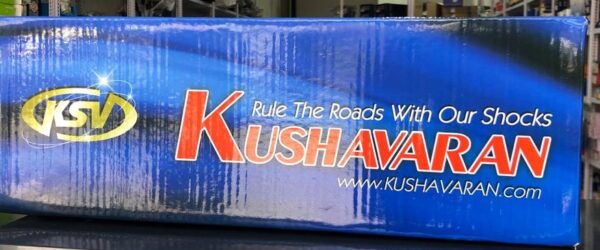 KSV
Rule The Roads With Our Shocks
KUSHAVARAN
www.KUSHAVARAN.com